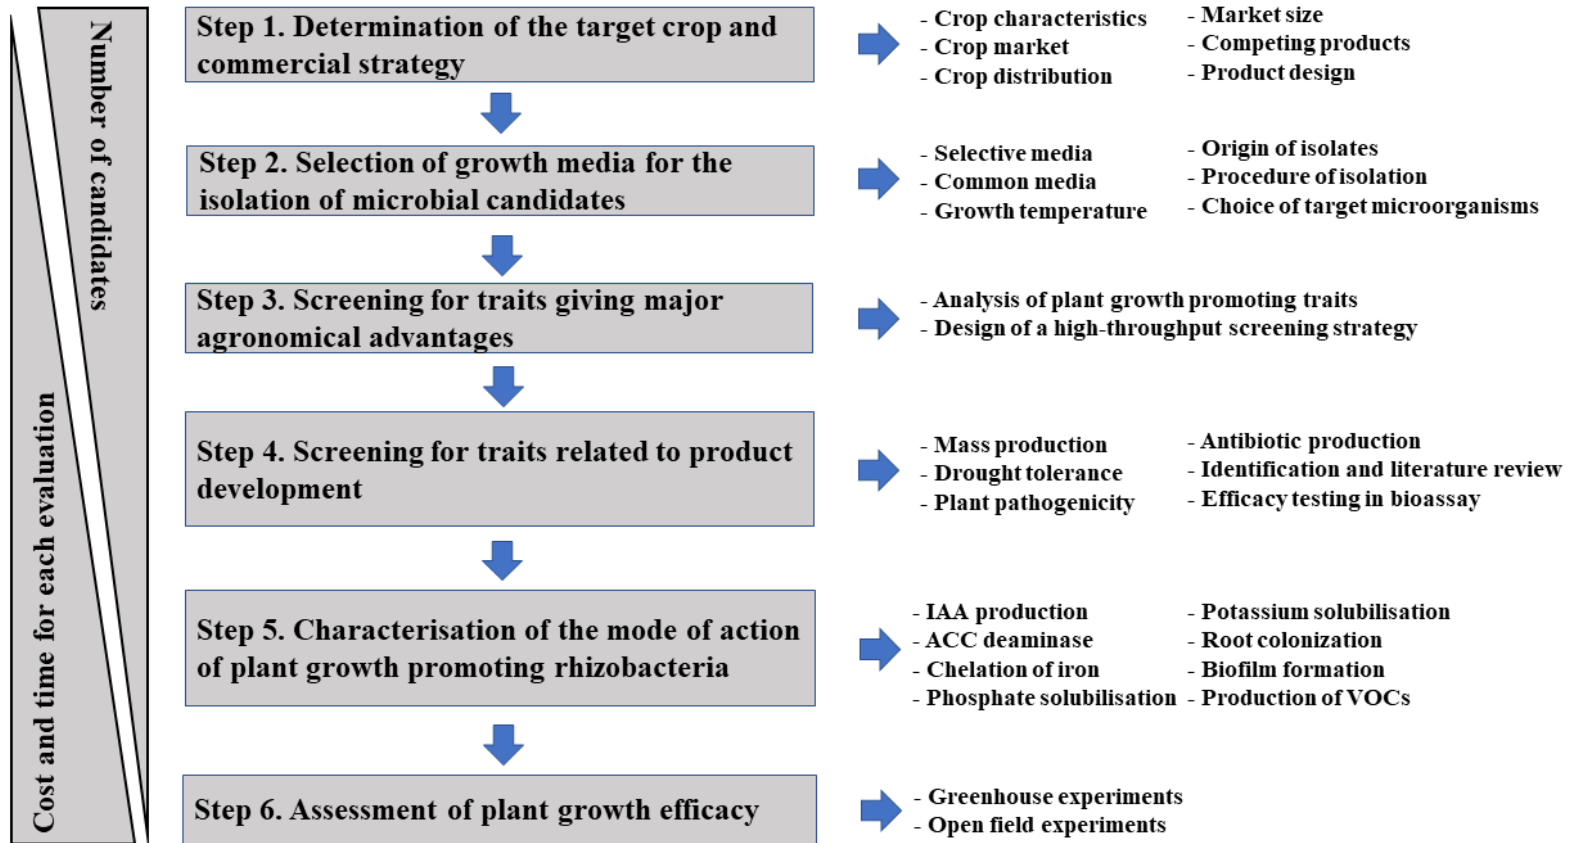 Number of candidates
Cost and time for each evaluation
Step 1. Determination of the target crop and
commercial strategy
- Crop characteristics
- Crop market
- Crop distribution
- Market size
- Competing products
- Product design
Step 2. Selection of growth media for the
isolation of microbial candidates
- Selective media
- Common media
- Growth temperature
- Origin of isolates
- Procedure of isolation
- Choice of target microorganisms
Step 3. Screening for traits giving major
agronomical advantages
- Analysis of plant growth promoting traits
- Design of a high-throughput screening strategy
Step 4. Screening for traits related to product
development
- Mass production
- Drought tolerance
- Plant pathogenicity
- Antibiotic production
- Identification and literature review
- Efficacy testing in bioassay
Step 5. Characterisation of the mode of action
of plant growth promoting rhizobacteria
- IAA production
- ACC deaminase
- Chelation of iron
- Phosphate solubilisation
- Potassium solubilisation
- Root colonization
- Biofilm formation
- Production of VOCs
Step 6. Assessment of plant growth efficacy
- Greenhouse experiments
- Open field experiments